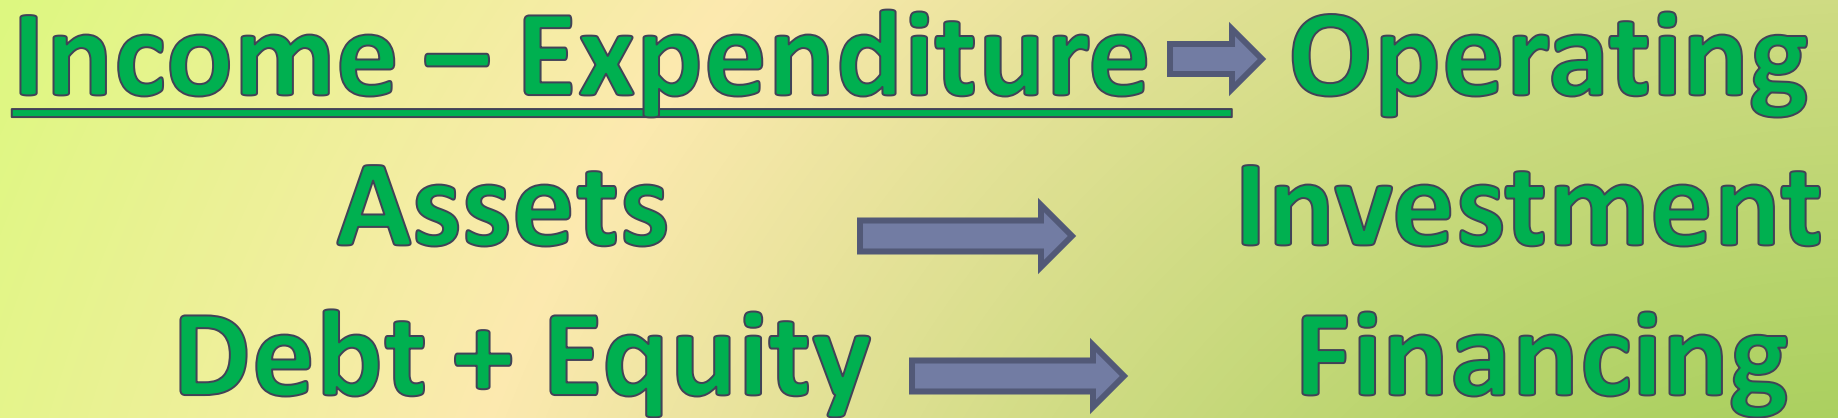 Income – Expenditure Operating
Assets Investment
Debt + Equity Financing